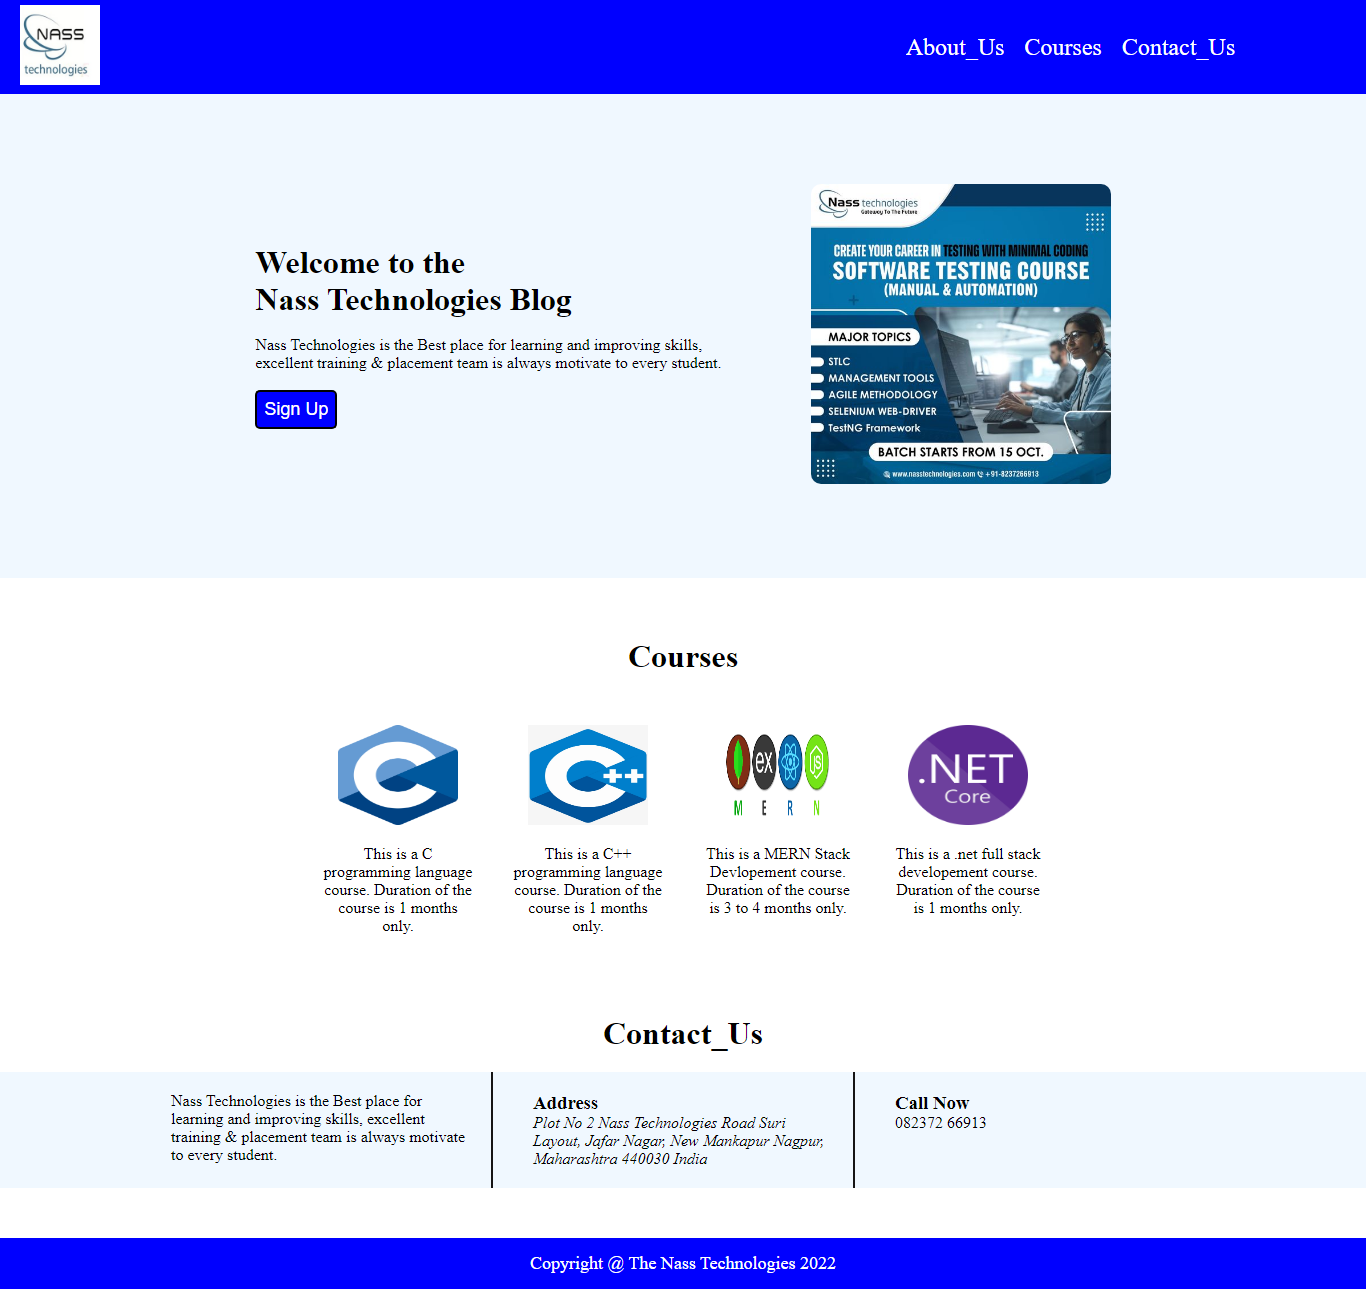 NASS
technologies
About_Us Courses Contact_Us
Welcome to the
Nass Technologies Blog
Nass Technologies is the Best place for learning and improving skills,
excellent training & placement team is always motivate to every student.
Sign Up
Nass technologies
Gateway To The Future
CREATE YOUR CAREER IN TESTING WITH MINIMAL CODING
SOFTWARE TESTING COURSE
(MANUAL & AUTOMATION)
MAJOR TOPICS
STLC
MANAGEMENT TOOLS
AGILE METHODOLOGY
SELENIUM WEB-DRIVER
TestNG Framework
BATCH STARTS FROM 15 OCT.
www.nasstechnologies.com +91-8237266913
Courses
C
This is a C
programming language
course. Duration of the
course is 1 months
only.
C++
This is a C++
programming language
course. Duration of the
course is 1 months
only.
ex JS
M E R N
This is a MERN Stack
Devlopement course.
Duration of the course
is 3 to 4 months only.
.NET
Core
This is a .net full stack
developement course.
Duration of the course
is 1 months only.
Contact_Us
Nass Technologies is the Best place for
learning and improving skills, excellent
training & placement team is always motivate
to every student.
Address
Plot No 2 Nass Technologies Road Suri
Layout, Jafar Nagar, New Mankapur Nagpur,
Maharashtra 440030 India
Call Now
082372 66913
Copyright @ The Nass Technologies 2022